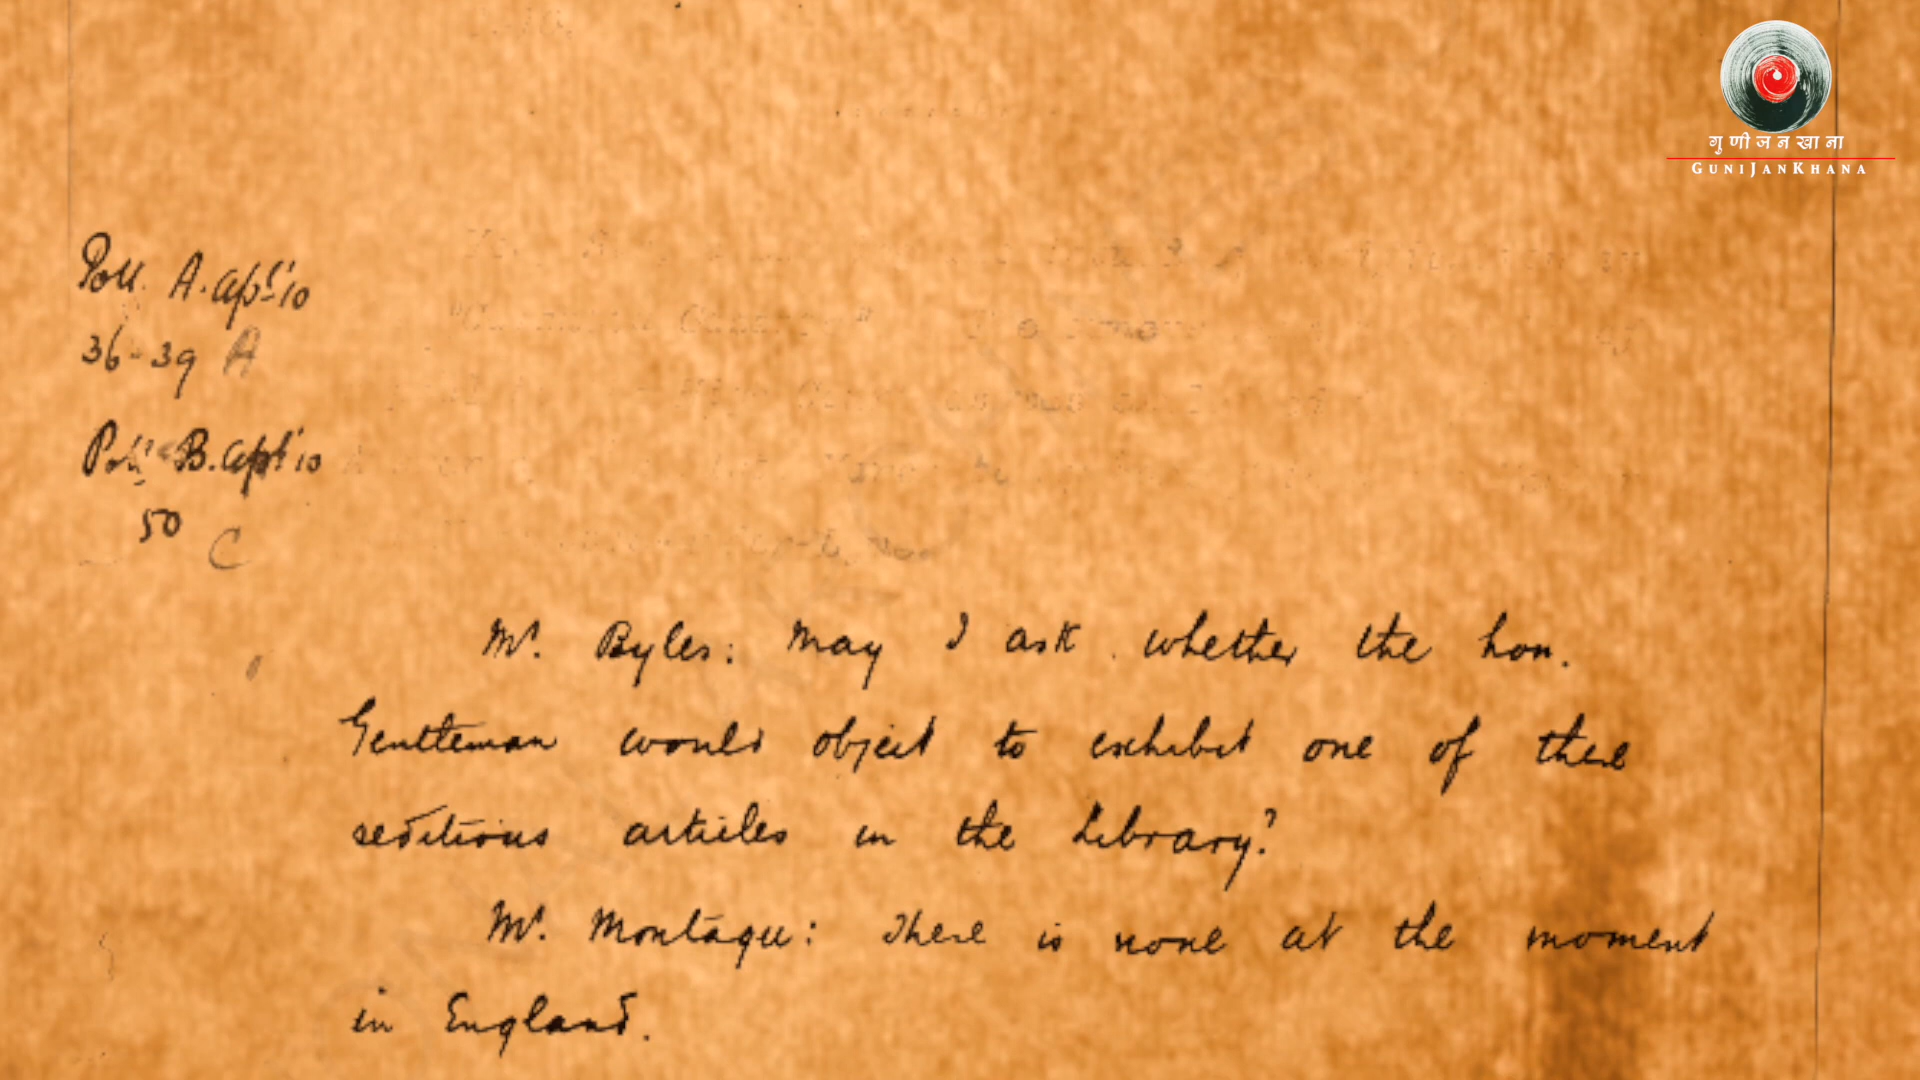 गुणीजनखाना
GUNIJANKHANA
Poll. A. Apl. '10
36-39 A
Poll. B. Apl. '10
50 C
Mr. Byles: May I ask whether the hon.
Gentleman would object to exhibit one of these
seditious articles in the Library?
Mr. Montagu: There is none at the moment
in England.